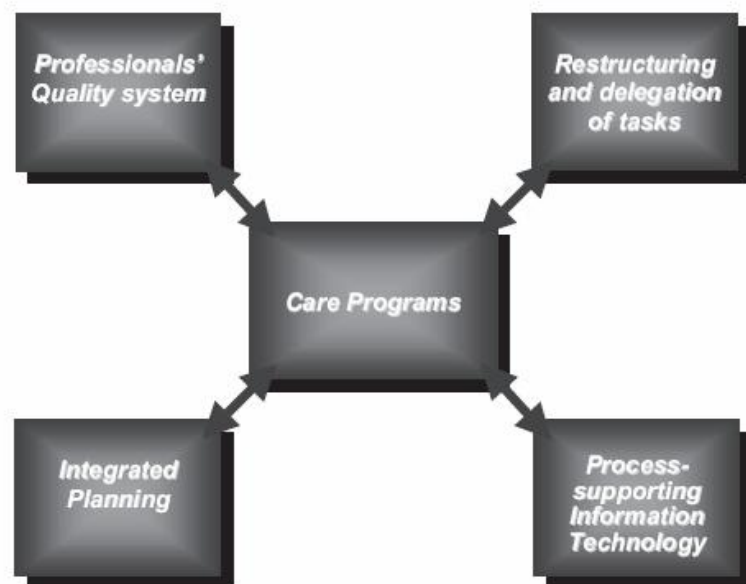 Professionals’
Quality system
Restructuring
and delegation
of tasks
Care Programs
Integrated
Planning
Process-
supporting
Information
Technology